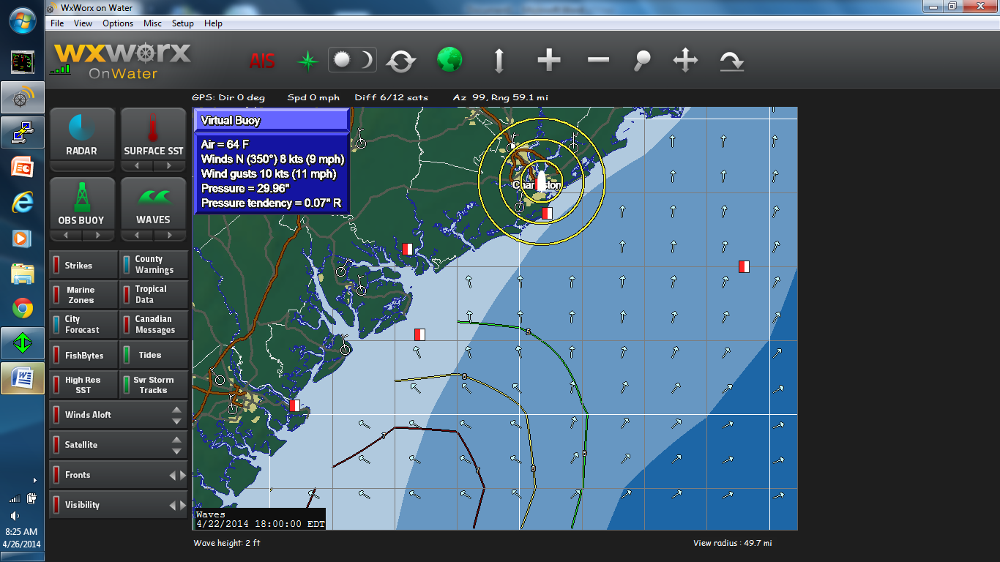 WxWorx on Water
File View Options Misc Setup Help
wxworx
OnWater
AIS
GPS: Dir 0 deg Spd 0 mph Diff 6/12 sats Az 99, Rng 59.1 mi
RADAR
SURFACE SST
OBS BUOY
WAVES
Strikes
County
Warnings
Marine
Zones
Tropical
Data
City
Forecast
Canadian
Messages
FishBytes
Tides
High Res
SST
Svr Storm
Tracks
Winds Aloft
Satellite
Fronts
Visibility
Virtual Buoy
Air = 64 F
Winds N (350°) 8 kts (9 mph)
Wind gusts 10 kts (11 mph)
Pressure = 29.96"
Pressure tendency = 0.07" R
5
6
7
7
6
5
Waves
4/22/2014 18:00:00 EDT
Wave height: 2 ft
View radius : 49.7 mi
8:25 AM
4/26/2014